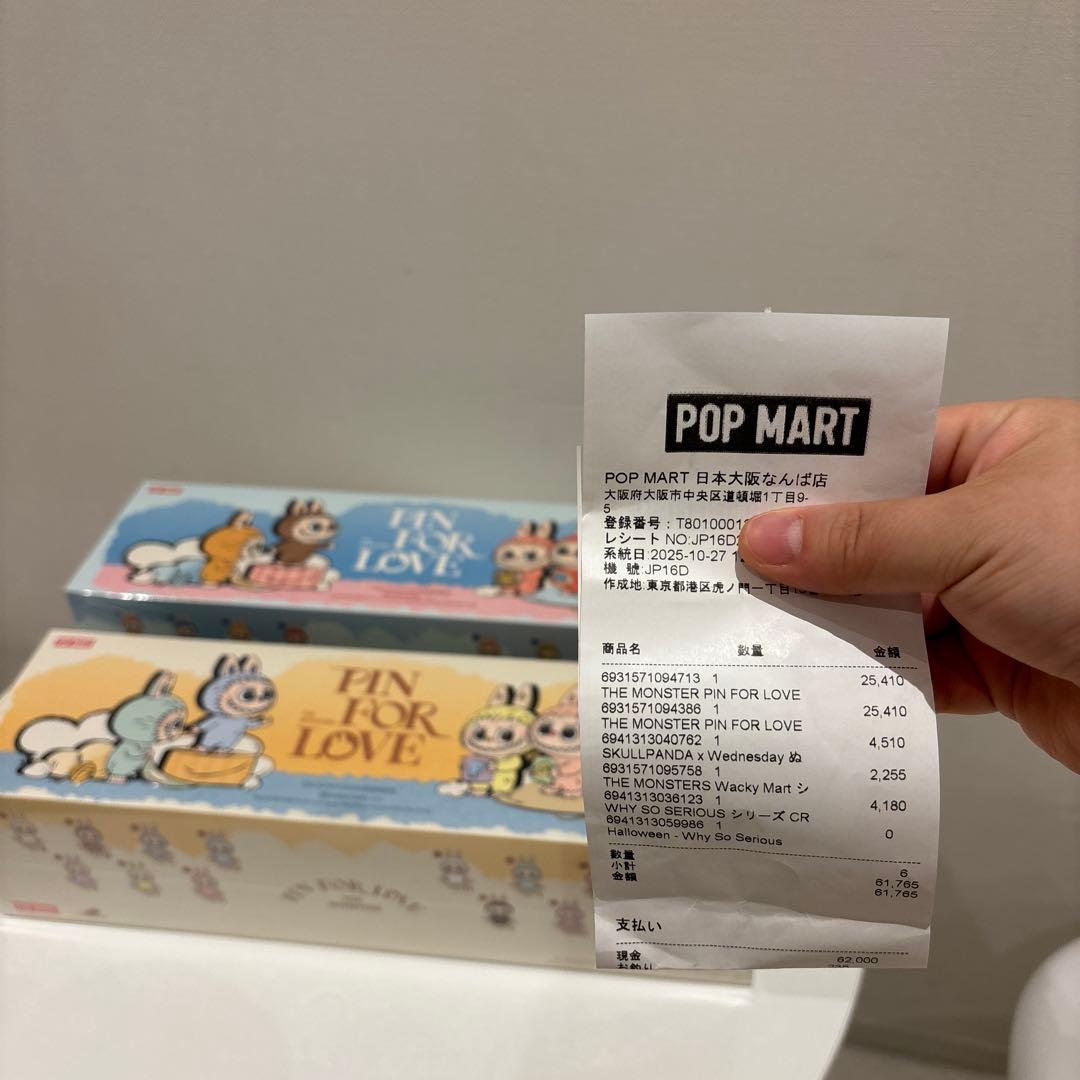 PIN
FOR
LOVE
PIN
FOR
LOVE
PIN FOR LOVE
POP MART
POP MART 日本大阪なんば店
大阪府大阪市中央区道頓堀1丁目9-
5
登録番号:T8010001
レシート NO:JP16D
系統日:2025-10-27 1
機 號:JP16D
作成地:東京都港区虎ノ門一丁目
商品名 数量 金額
6931571094713 1 25,410
THE MONSTER PIN FOR LOVE
6931571094386 1 25,410
THE MONSTER PIN FOR LOVE
6941313040762 1 4,510
SKULLPANDA x Wednesday ぬ
6931571095758 1 2,255
THE MONSTERS Wacky Mart シ
6941313036123 1 4,180
WHY SO SERIOUS シリーズ CR
6941313059986 1 0
Halloween - Why So Serious
数量 6
小計 61,765
金額 61,765
支払い
現金 62,000
お釣り 235